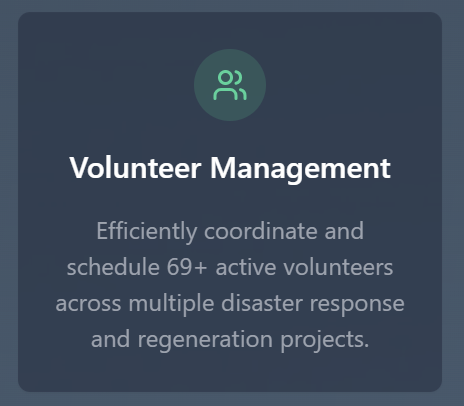 Volunteer Management
Efficiently coordinate and
schedule 69+ active volunteers
across multiple disaster response
and regeneration projects.